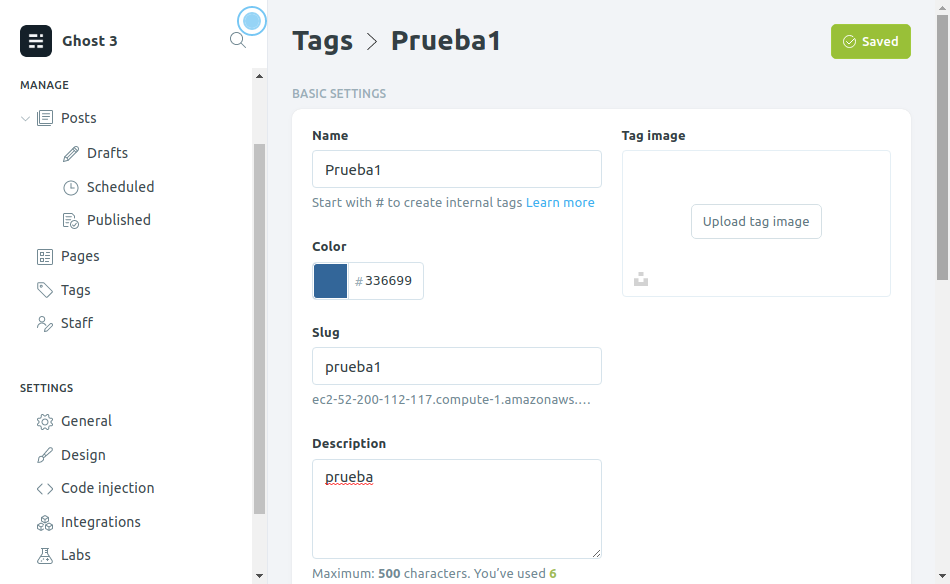 Ghost 3
MANAGE
Posts
Drafts
Scheduled
Published
Pages
Tags
Staff
SETTINGS
General
Design
Code injection
Integrations
Labs
Tags > Prueba1
Saved
BASIC SETTINGS
Name
Prueba1
Start with # to create internal tags Learn more
Color
#336699
Slug
prueba1
ec2-52-200-112-117.compute-1.amazonaws....
Description
prueba
Maximum: 500 characters. You've used 6
Tag image
Upload tag image